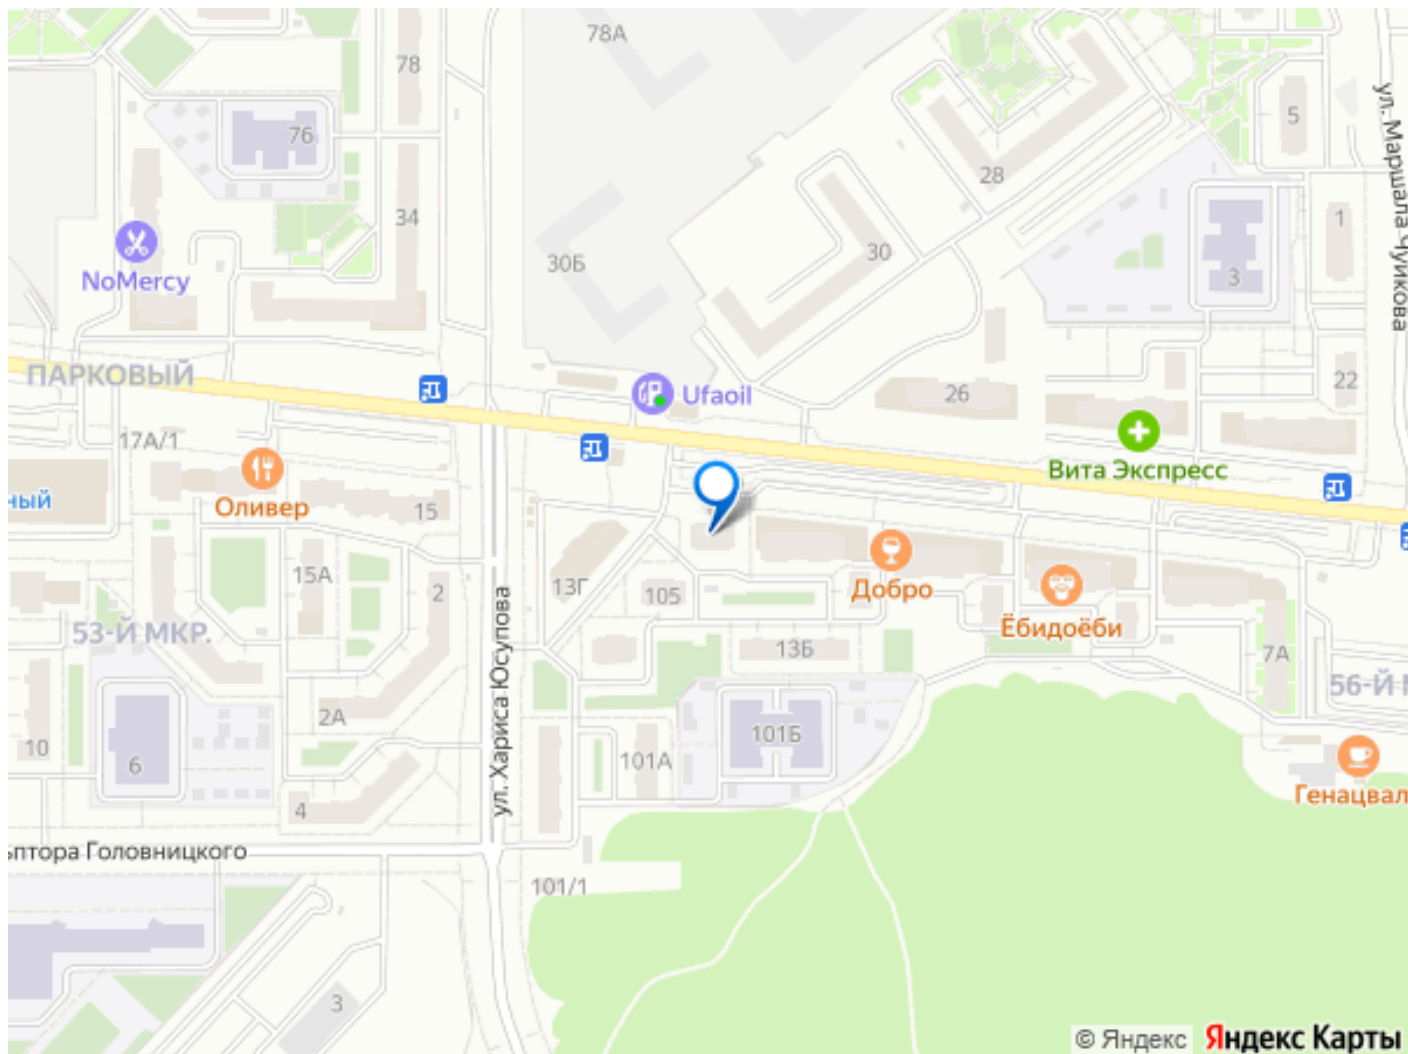 78А
78
5
ул. Маршала Чуйкова
76
28
34
1
30
30Б
3
NoMercy
ПАРКОВЫЙ
22
Ufaoil
26
17А/1
Вита Экспресс
ный
Оливер
15
15А
13Г
Добро
2
105
Ёбидоёби
53-Й МКР.
ул. Хариса Юсупова
13Б
7А
56-Й М
2А
101Б
10
6
101А
Генацвал
4
ьптора Головницкого
101/1
3
© Яндекс Яндекс Карты